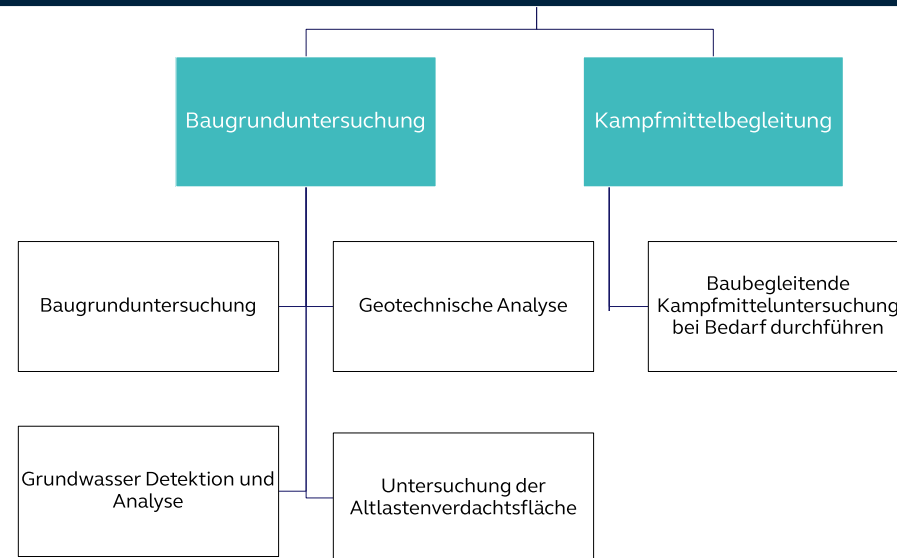 Baugrunduntersuchung
Kampfmittelbegleitung
Baugrunduntersuchung
Geotechnische Analyse
Baubegleitende
Kampfmitteluntersuchung
bei Bedarf durchführen
Grundwasser Detektion und
Analyse
Untersuchung der
Altlastenverdachtsfläche